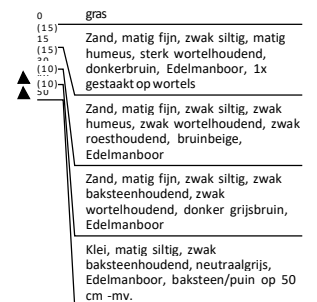 0
gras
(15)
15
Zand, matig fijn, zwak siltig, matig
humeus, sterk wortelhoudend,
donkerbruin, Edelmanboor, 1x
gestaakt op wortels
(15)
(10)
(10)
50
Zand, matig fijn, zwak siltig, zwak
humeus, zwak wortelhoudend, zwak
roesthoudend, bruinbeige,
Edelmanboor
Zand, matig fijn, zwak siltig, zwak
baksteenhoudend, zwak
wortelhoudend, donker grijsbruin,
Edelmanboor
Klei, matig siltig, zwak
baksteenhoudend, neutraalgrijs,
Edelmanboor, baksteen/puin op 50
cm -mv.